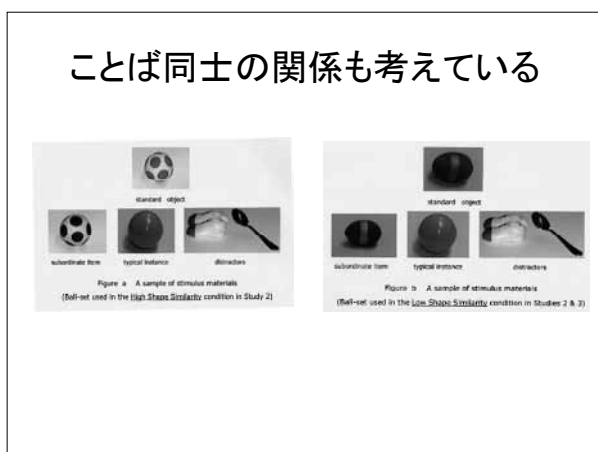 ことば同士の関係も考えている
standard object
subordinate item typical instance distractors
Figure a A sample of stimulus materials
(Ball-set used in the High Shape Similarity condition in Study 2)
standard object
subordinate item typical instance distractors
Figure b A sample of stimulus materials
(Ball-set used in the Low Shape Similarity condition in Studies 2 & 3)